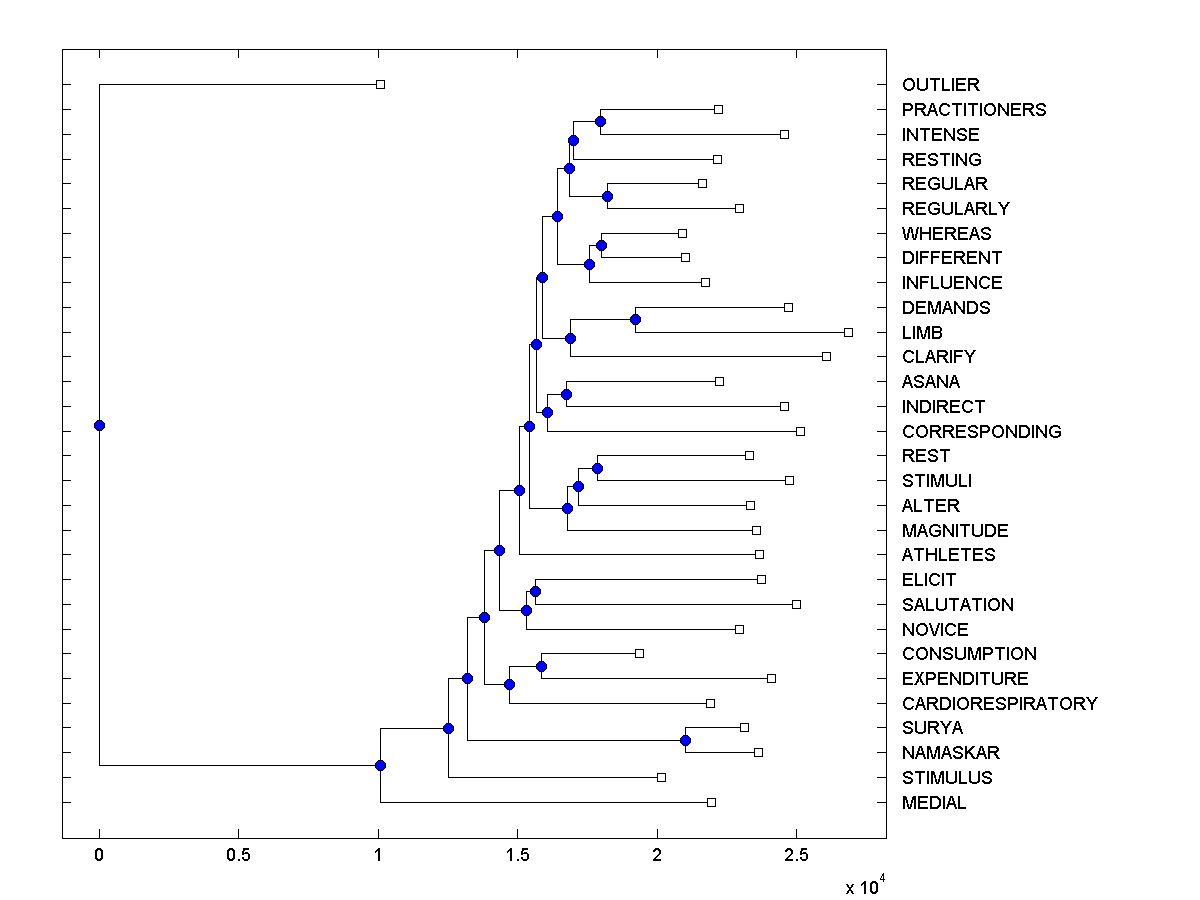 OUTLIER
PRACTITIONERS
INTENSE
RESTING
REGULAR
REGULARLY
WHEREAS
DIFFERENT
INFLUENCE
DEMANDS
LIMB
CLARIFY
ASANA
INDIRECT
CORRESPONDING
REST
STIMULI
ALTER
MAGNITUDE
ATHLETES
ELICIT
SALUTATION
NOVICE
CONSUMPTION
EXPENDITURE
CARDIORESPIRATORY
SURYA
NAMASKAR
STIMULUS
MEDIAL
0 0.5 1 1.5 2 2.5
x 10^4